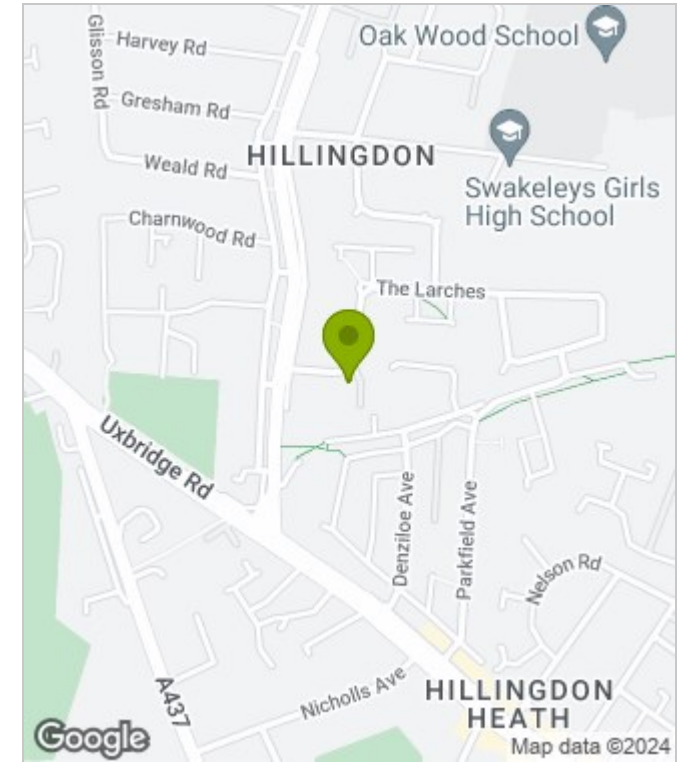 Glisson Rd
Harvey Rd
Oak Wood School
Gresham Rd
HILLINGDON
Weald Rd
Swakeleys Girls
High School
Charnwood Rd
The Larches
Uxbridge Rd
Denziloe Ave
Parkfield Ave
Nelson Rd
A437
Nicholls Ave
HILLINGDON
HEATH
Google
Map data ©2024